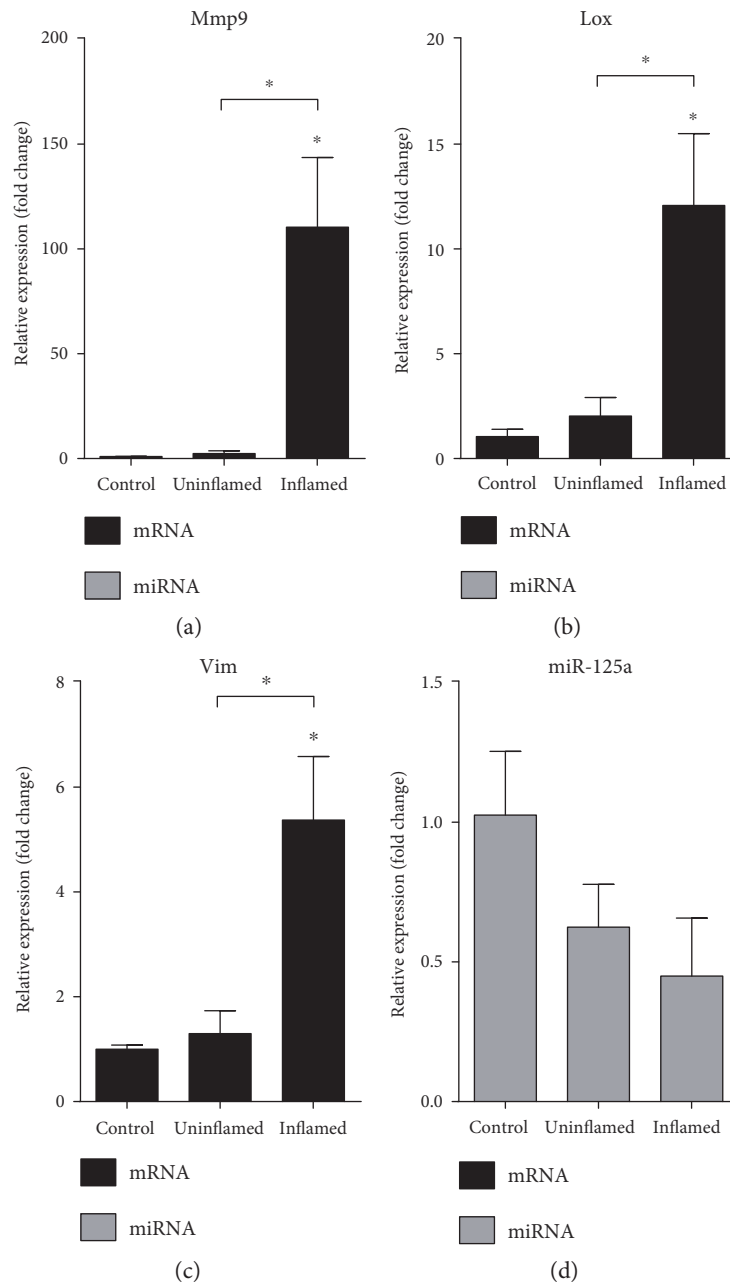 Mmp9
Relative expression (fold change)
200
150
100
50
0
*
*
Control Uninflamed Inflamed
mRNA
miRNA
(a)
Lox
Relative expression (fold change)
20
15
10
5
0
*
*
Control Uninflamed Inflamed
mRNA
miRNA
(b)
Vim
Relative expression (fold change)
8
6
4
2
0
*
*
Control Uninflamed Inflamed
mRNA
miRNA
(c)
miR-125a
Relative expression (fold change)
1.5
1.0
0.5
0.0
Control Uninflamed Inflamed
mRNA
miRNA
(d)